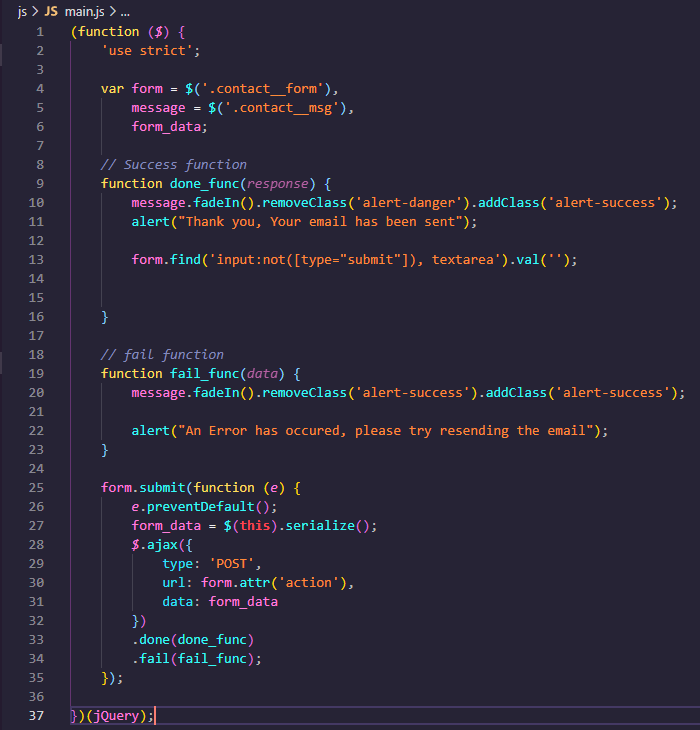 js > JS main.js > ...
1 (function ($) {
2     'use strict';
3
4     var form = $('.contact__form'),
5         message = $('.contact__msg'),
6         form_data;
7
8     // Success function
9     function done_func(response) {
10         message.fadeIn().removeClass('alert-danger').addClass('alert-success');
11         alert("Thank you, Your email has been sent");
12
13         form.find('input:not([type="submit"]), textarea').val('');
14
15
16     }
17
18     // fail function
19     function fail_func(data) {
20         message.fadeIn().removeClass('alert-success').addClass('alert-success');
21
22         alert("An Error has occured, please try resending the email");
23     }
24
25     form.submit(function (e) {
26         e.preventDefault();
27         form_data = $(this).serialize();
28         $.ajax({
29             type: 'POST',
30             url: form.attr('action'),
31             data: form_data
32         })
33         .done(done_func)
34         .fail(fail_func);
35     });
36
37 })(jQuery);